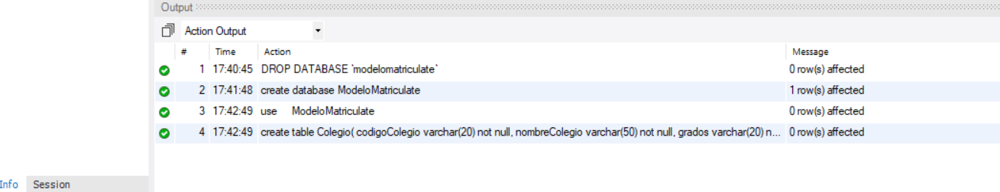 Output
Action Output
# Time Action Message
1 17:40:45 DROP DATABASE `modelomatriculate` 0 row(s) affected
2 17:41:48 create database ModeloMatriculate 1 row(s) affected
3 17:42:49 use ModeloMatriculate 0 row(s) affected
4 17:42:49 create table Colegio( codigoColegio varchar(20) not null, nombreColegio varchar(50) not null, grados varchar(20) n... 0 row(s) affected
Info Session